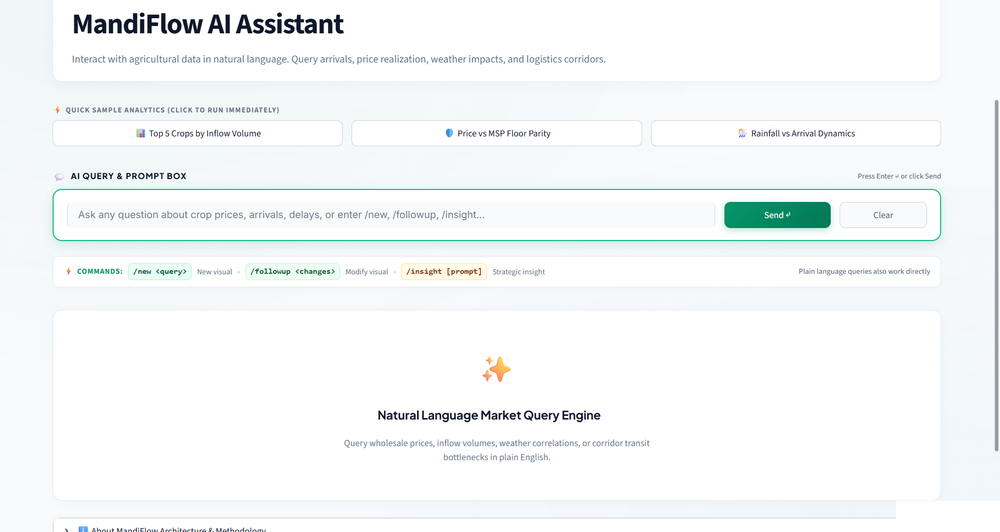 MandiFlow AI Assistant
Interact with agricultural data in natural language. Query arrivals, price realization, weather impacts, and logistics corridors.
QUICK SAMPLE ANALYTICS (CLICK TO RUN IMMEDIATELY)
Top 5 Crops by Inflow Volume
Price vs MSP Floor Parity
Rainfall vs Arrival Dynamics
AI QUERY & PROMPT BOX
Press Enter ↵ or click Send
Ask any question about crop prices, arrivals, delays, or enter /new, /followup, /insight...
Send ↵
Clear
COMMANDS: /new <query> New visual • /followup <changes> Modify visual • /insight [prompt] Strategic insight
Plain language queries also work directly
Natural Language Market Query Engine
Query wholesale prices, inflow volumes, weather correlations, or corridor transit
bottlenecks in plain English.
About MandiFlow Architecture & Methodology